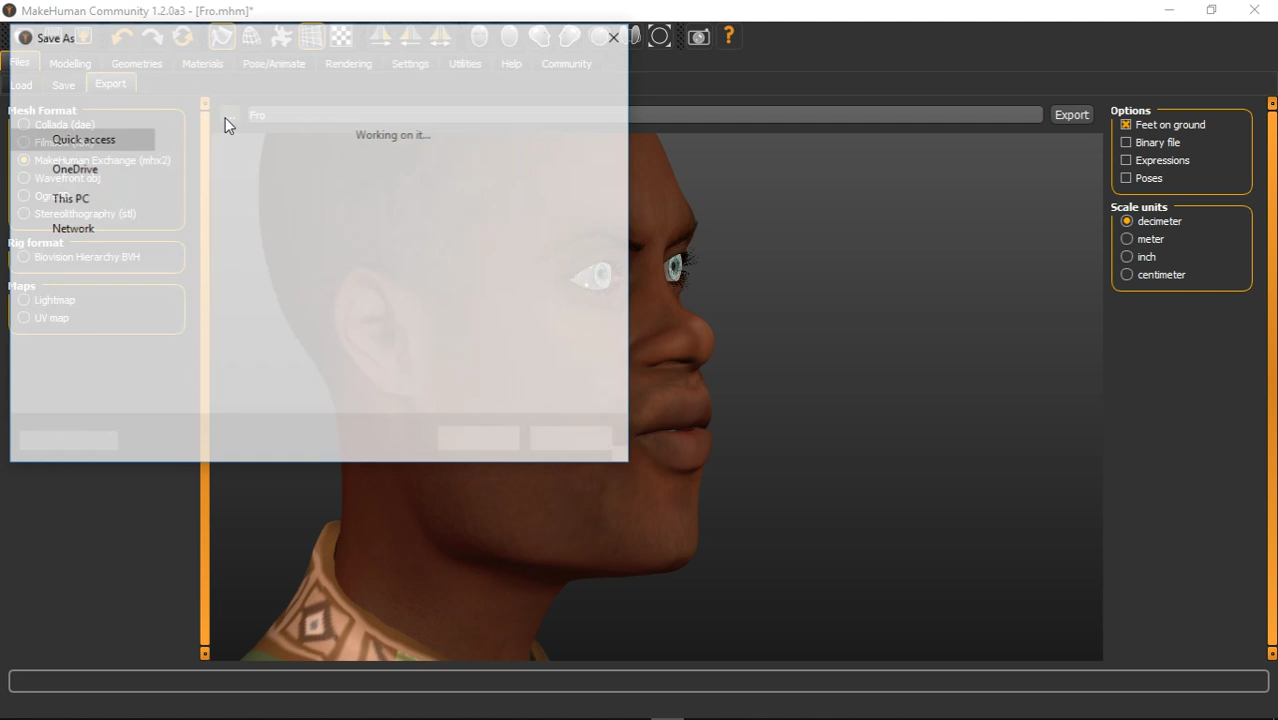 MakeHuman Community 1.2.0a3 - [Fro.mhm]*
Save As
Files Modelling Geometries Materials Pose/Animate Rendering Settings Utilities Help Community
Load Save Export
Mesh Format
Collada (dae)
MakeHuman Exchange (mhx2)
Wavefront obj
Stereolithography (stl)
Rig format
Biovision Hierarchy BVH
Maps
Lightmap
UV map
Quick access
OneDrive
This PC
Network
Working on it...
... Fro Export
Options
Feet on ground
Binary file
Expressions
Poses
Scale units
decimeter
meter
inch
centimeter